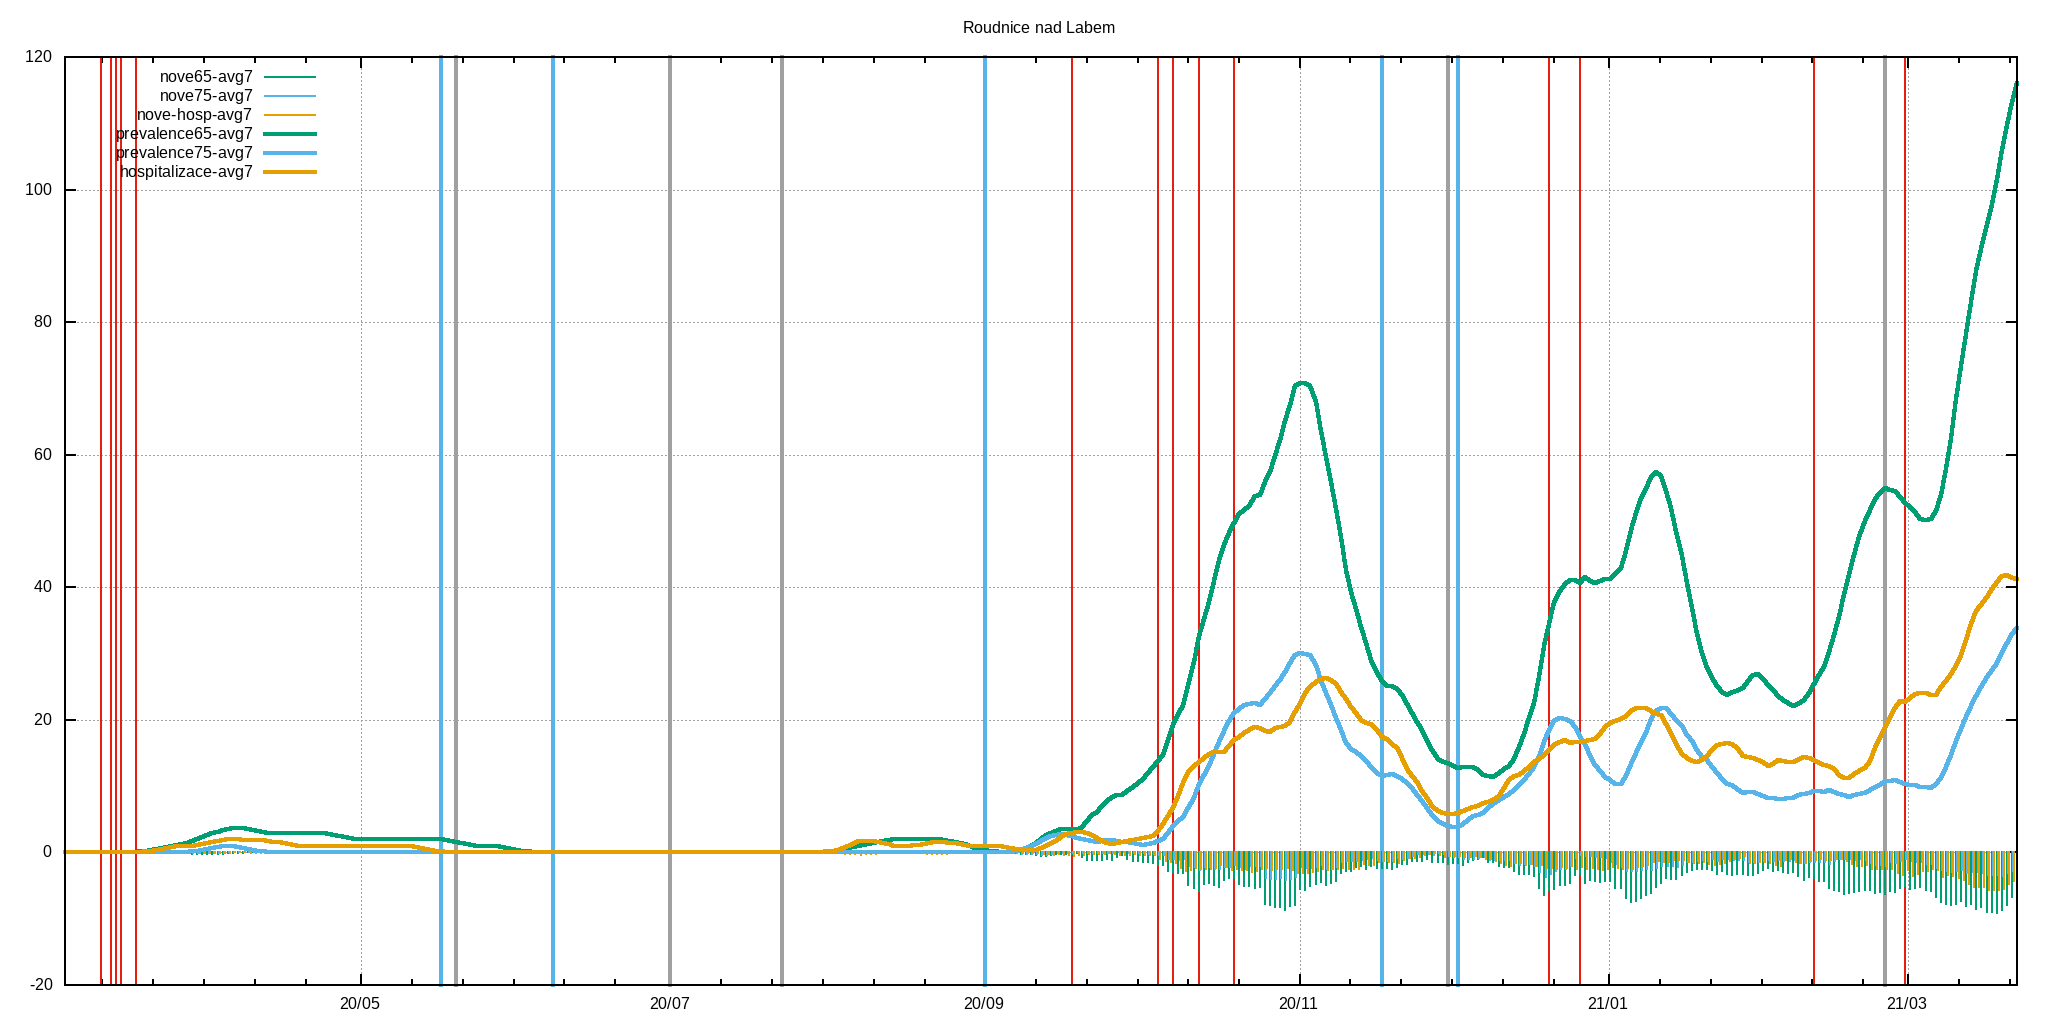 Roudnice nad Labem
120
nove65-avg7
nove75-avg7
nove-hosp-avg7
prevalence65-avg7
prevalence75-avg7
hospitalizace-avg7
100
80
60
40
20
0
-20
20/05 20/07 20/09 20/11 21/01 21/03